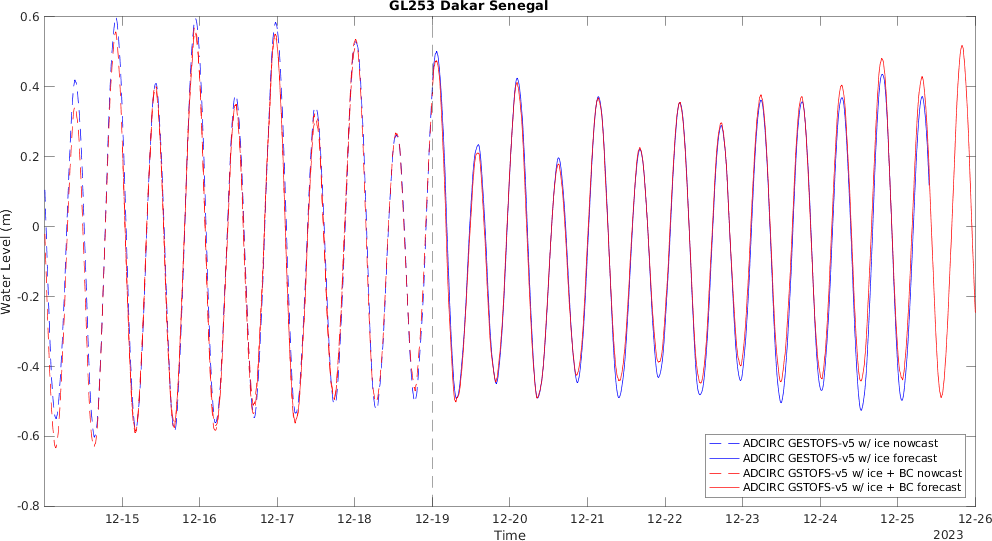 GL253 Dakar Senegal
0.6
0.4
0.2
0
-0.2
-0.4
-0.6
-0.8
Water Level (m)
ADCIRC GESTOFS-v5 w/ ice nowcast
ADCIRC GESTOFS-v5 w/ ice forecast
ADCIRC GSTOFS-v5 w/ ice + BC nowcast
ADCIRC GSTOFS-v5 w/ ice + BC forecast
12-15 12-16 12-17 12-18 12-19 12-20 12-21 12-22 12-23 12-24 12-25 12-26
Time
2023